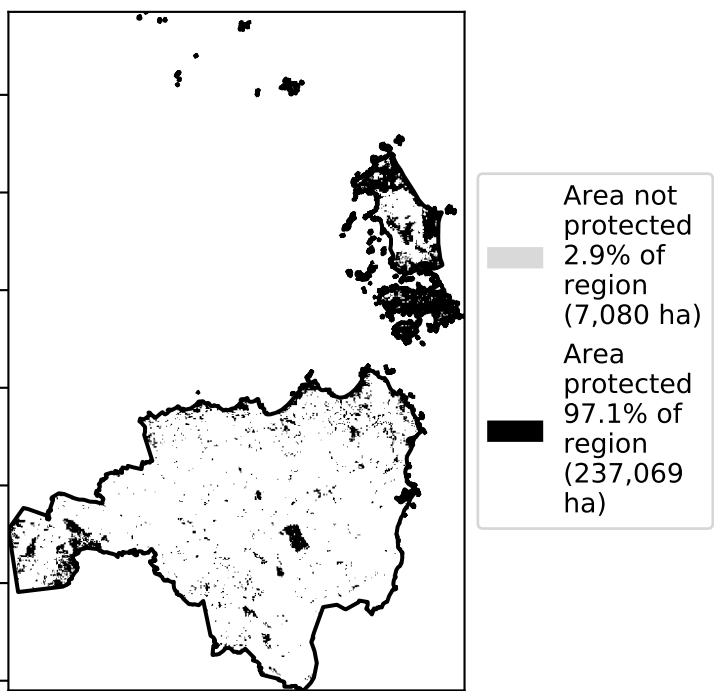 Area not
protected
2.9% of
region
(7,080 ha)
Area
protected
97.1% of
region
(237,069
ha)